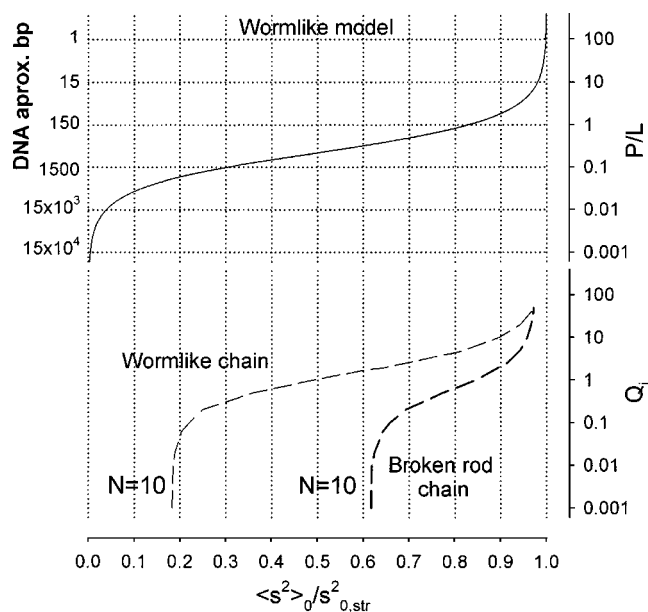 Wormlike model
DNA aprox. bp
1
15
150
1500
15x10³
15x10⁴
100
10
1
0.1
0.01
0.001
P/L
Wormlike chain
N=10
N=10
Broken rod
chain
100
10
1
0.1
0.01
0.001
Qᵢ
0.0 0.1 0.2 0.3 0.4 0.5 0.6 0.7 0.8 0.9 1.0
<s²>₀/s²₀,str